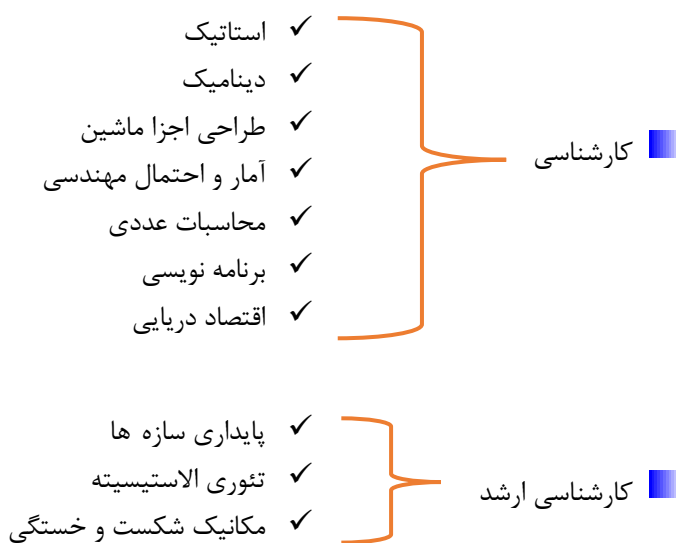 کارشناسی
استاتیک
دینامیک
طراحی اجزا ماشین
آمار و احتمال مهندسی
محاسبات عددی
برنامه نویسی
اقتصاد دریایی
کارشناسی ارشد
پایداری سازه ها
تئوری الاستیسیته
مکانیک شکست و خستگی